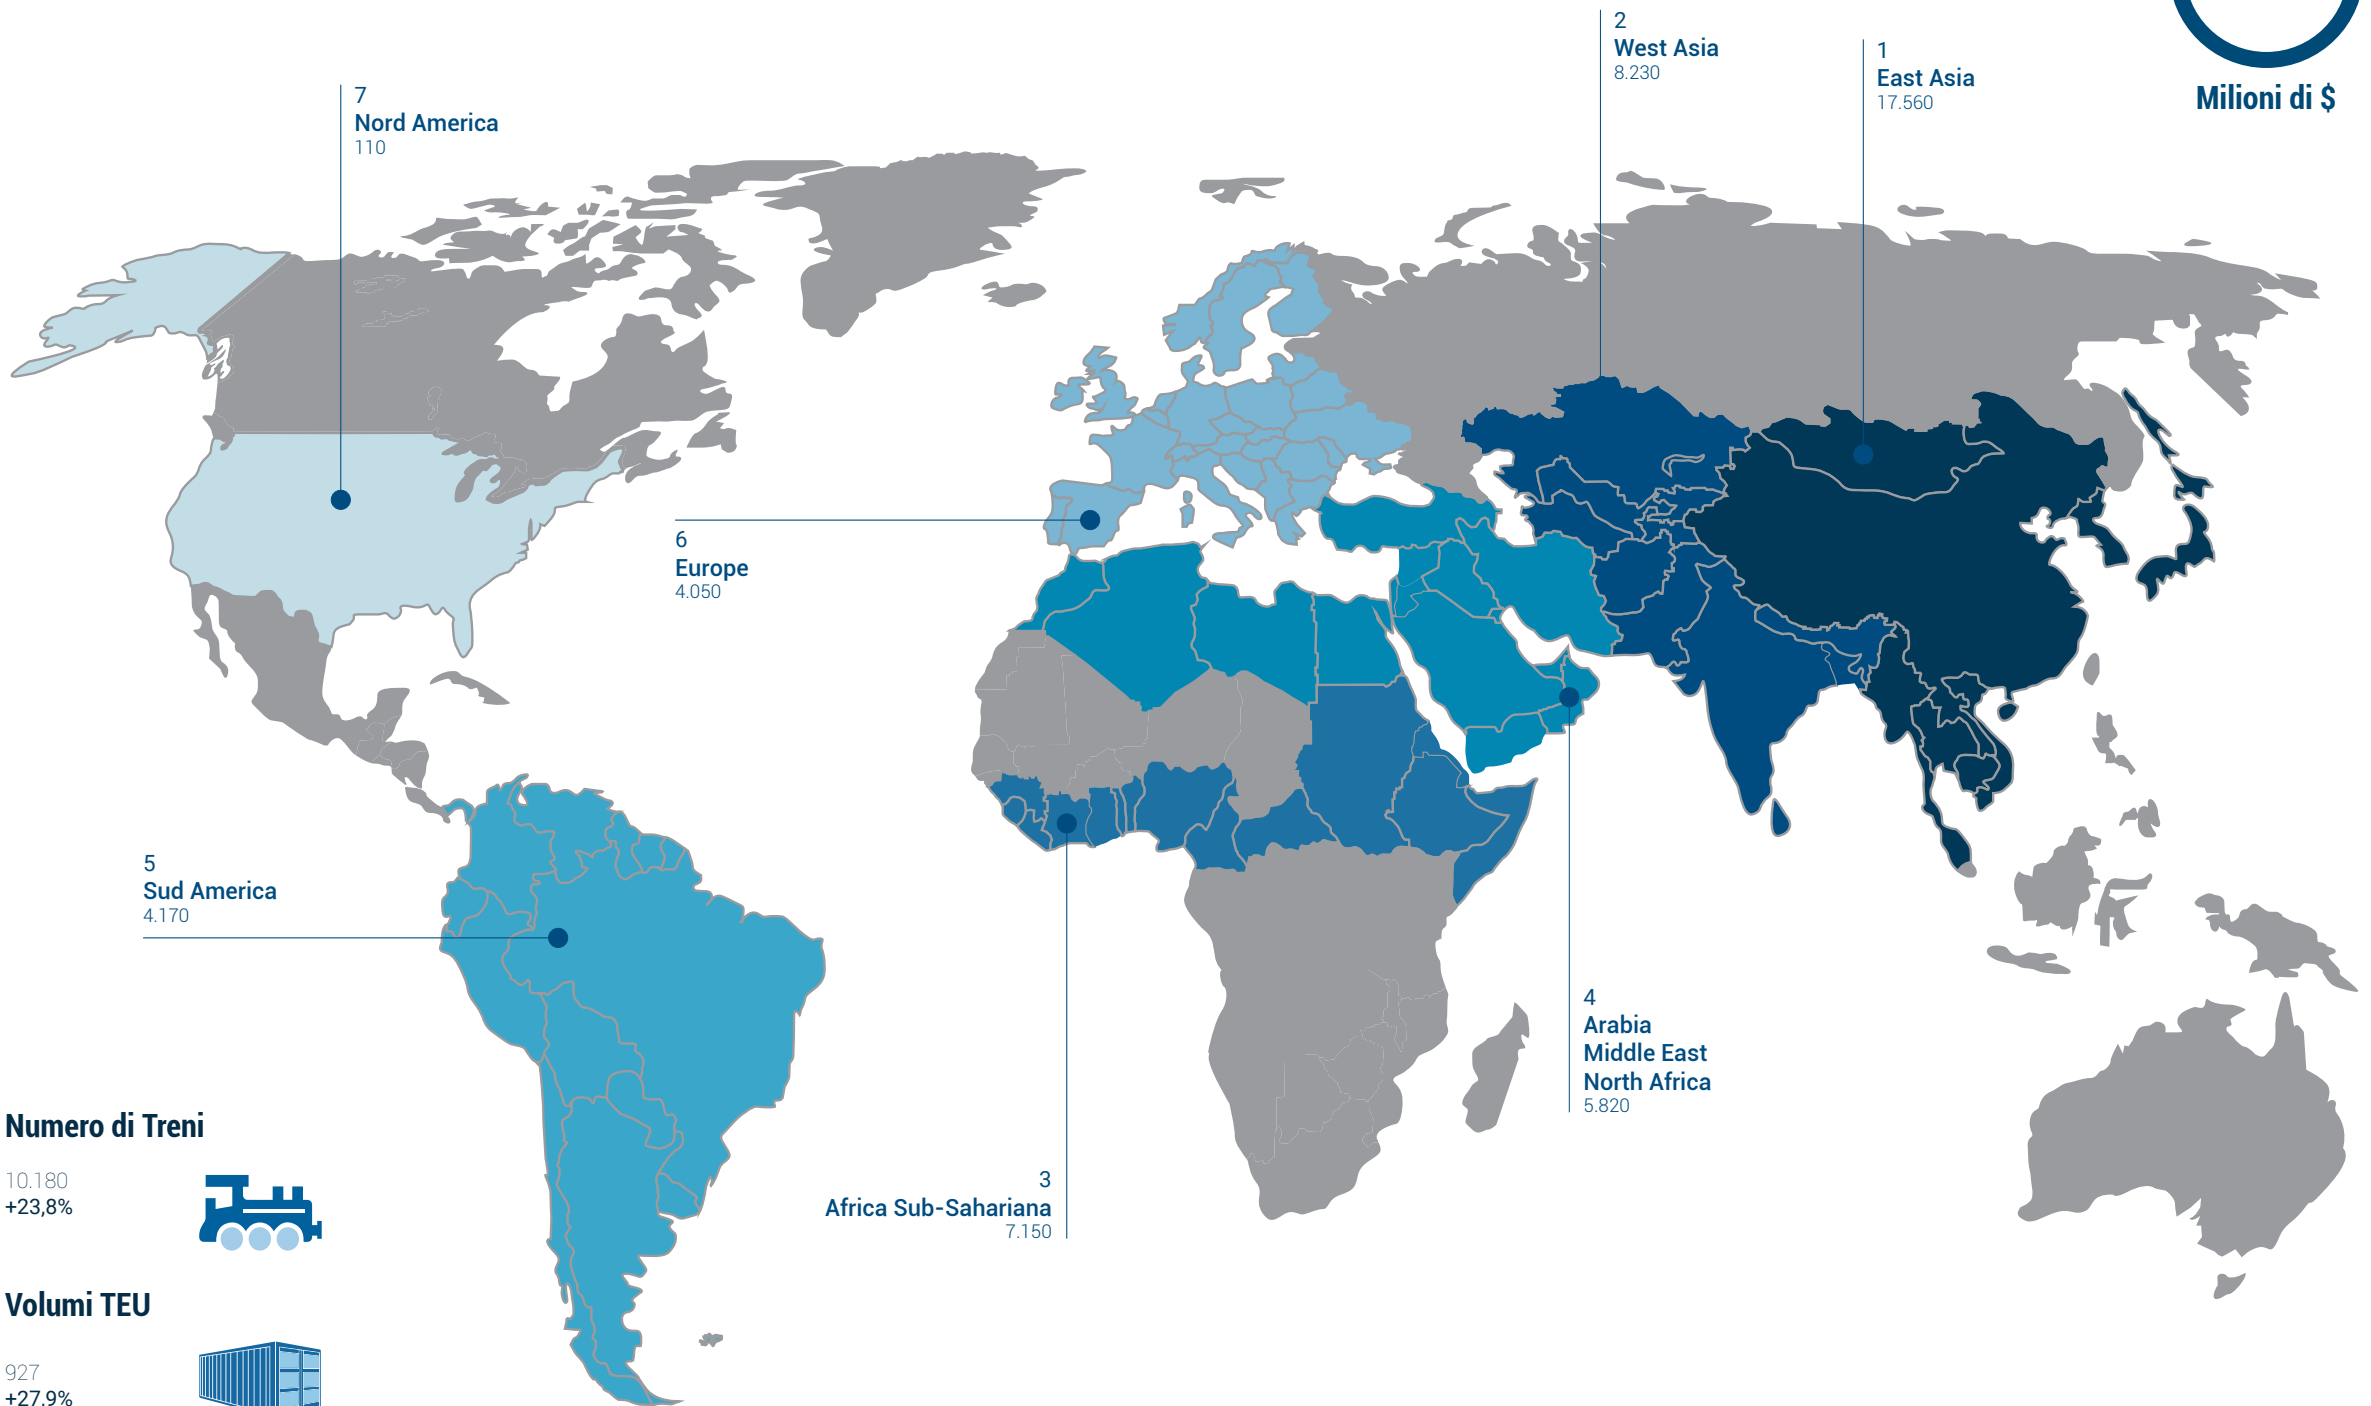 2
West Asia
8.230
1
East Asia
17.560
Milioni di $
7
Nord America
110
6
Europe
4.050
5
Sud America
4.170
4
Arabia
Middle East
North Africa
5.820
3
Africa Sub-Sahariana
7.150
Numero di Treni
10.180
+23,8%
Volumi TEU
927
+27,9%